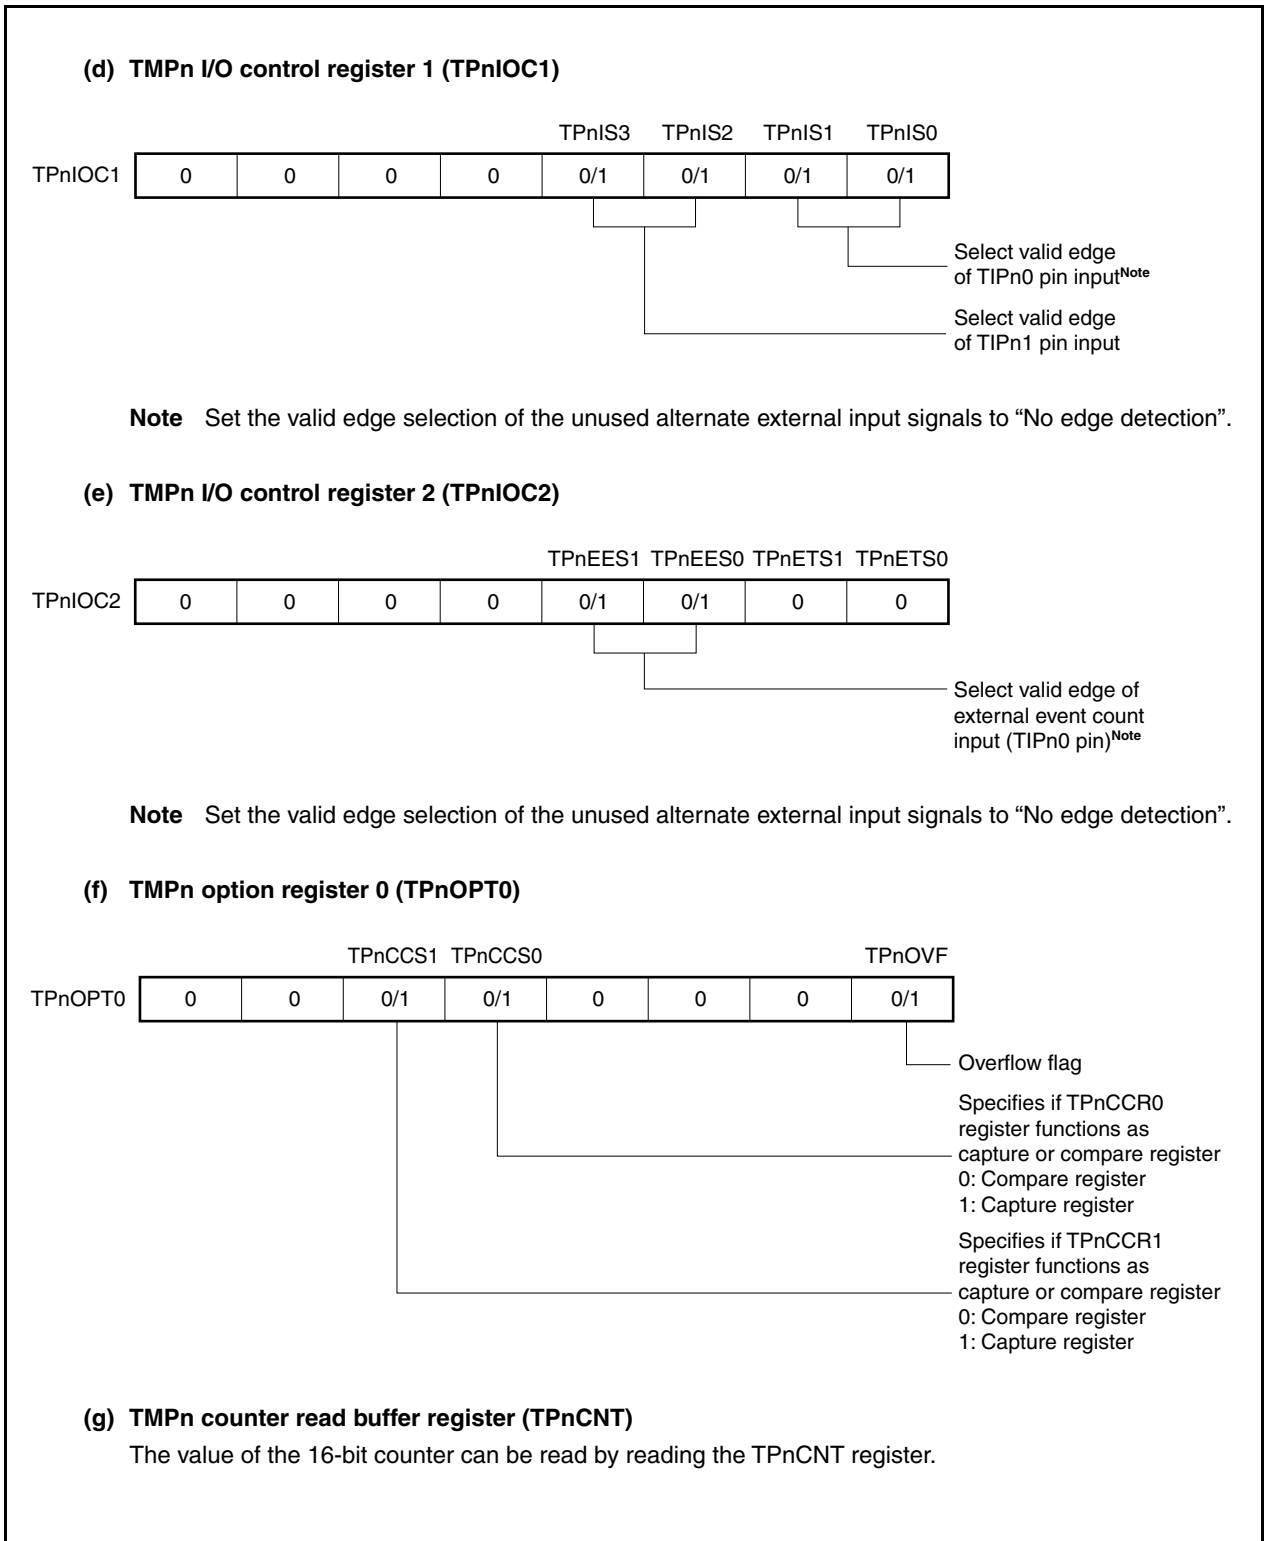 (d) TMPn I/O control register 1 (TPnIOC1)
TPnIS3 TPnIS2 TPnIS1 TPnIS0
TPnIOC1 0 0 0 0 0/1 0/1 0/1 0/1
Select valid edge
of TIPn0 pin inputNote
Select valid edge
of TIPn1 pin input
Note Set the valid edge selection of the unused alternate external input signals to “No edge detection”.
(e) TMPn I/O control register 2 (TPnIOC2)
TPnEES1 TPnEES0 TPnETS1 TPnETS0
TPnIOC2 0 0 0 0 0/1 0/1 0 0
Select valid edge of
external event count
input (TIPn0 pin)Note
Note Set the valid edge selection of the unused alternate external input signals to “No edge detection”.
(f) TMPn option register 0 (TPnOPT0)
TPnCCS1 TPnCCS0 TPnOVF
TPnOPT0 0 0 0/1 0/1 0 0 0 0/1
Overflow flag
Specifies if TPnCCR0
register functions as
capture or compare register
0: Compare register
1: Capture register
Specifies if TPnCCR1
register functions as
capture or compare register
0: Compare register
1: Capture register
(g) TMPn counter read buffer register (TPnCNT)
The value of the 16-bit counter can be read by reading the TPnCNT register.